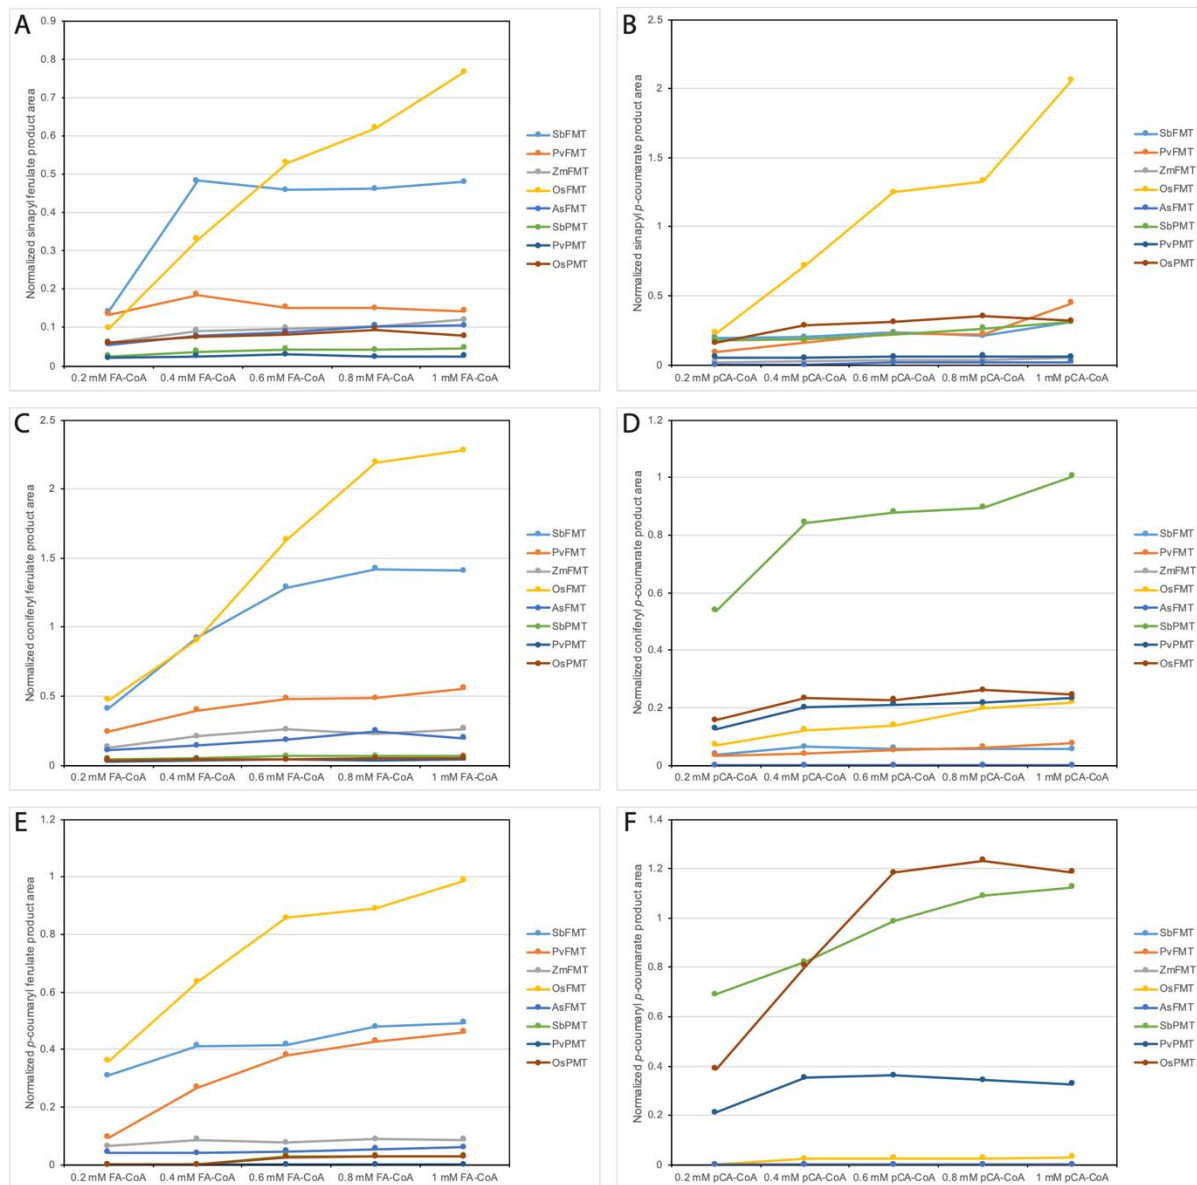 A
Normalized sinapyl ferulate product area
0.9
0.8
0.7
0.6
0.5
0.4
0.3
0.2
0.1
0
0.2 mM FA-CoA
0.4 mM FA-CoA
0.6 mM FA-CoA
0.8 mM FA-CoA
1 mM FA-CoA
SbFMT
PvFMT
ZmFMT
OsFMT
AsFMT
SbPMT
PvPMT
OsPMT
B
Normalized sinapyl p-coumarate product area
2.5
2
1.5
1
0.5
0
0.2 mM pCA-CoA
0.4 mM pCA-CoA
0.6 mM pCA-CoA
0.8 mM pCA-CoA
1 mM pCA-CoA
SbFMT
PvFMT
ZmFMT
OsFMT
AsFMT
SbPMT
PvPMT
OsPMT
C
Normalized coniferyl ferulate product area
2.5
2
1.5
1
0.5
0
0.2 mM FA-CoA
0.4 mM FA-CoA
0.6 mM FA-CoA
0.8 mM FA-CoA
1 mM FA-CoA
SbFMT
PvFMT
ZmFMT
OsFMT
AsFMT
SbPMT
PvPMT
OsPMT
D
Normalized coniferyl p-coumarate product area
1.2
1
0.8
0.6
0.4
0.2
0
0.2 mM pCA-CoA
0.4 mM pCA-CoA
0.6 mM pCA-CoA
0.8 mM pCA-CoA
1 mM pCA-CoA
SbFMT
PvFMT
ZmFMT
OsFMT
AsFMT
SbPMT
PvPMT
OsPMT
E
Normalized p-coumaryl ferulate product area
1.2
1
0.8
0.6
0.4
0.2
0
0.2 mM FA-CoA
0.4 mM FA-CoA
0.6 mM FA-CoA
0.8 mM FA-CoA
1 mM FA-CoA
SbFMT
PvFMT
ZmFMT
OsFMT
AsFMT
SbPMT
PvPMT
OsPMT
F
Normalized p-coumaryl p-coumarate product area
1.4
1.2
1
0.8
0.6
0.4
0.2
0
0.2 mM pCA-CoA
0.4 mM pCA-CoA
0.6 mM pCA-CoA
0.8 mM pCA-CoA
1 mM pCA-CoA
SbFMT
PvFMT
ZmFMT
OsFMT
AsFMT
SbPMT
PvPMT
OsPMT